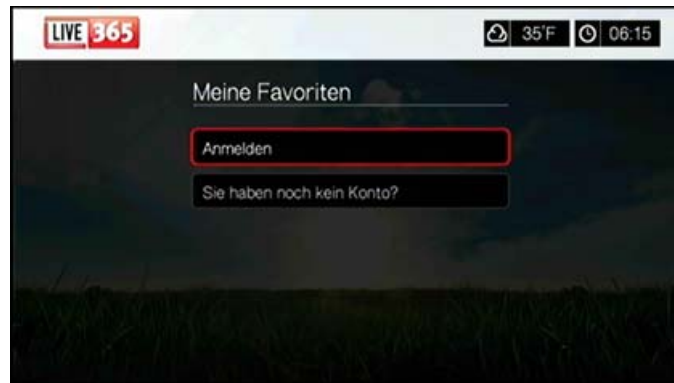 LIVE 365
35°F
06:15
Meine Favoriten
Anmelden
Sie haben noch kein Konto?